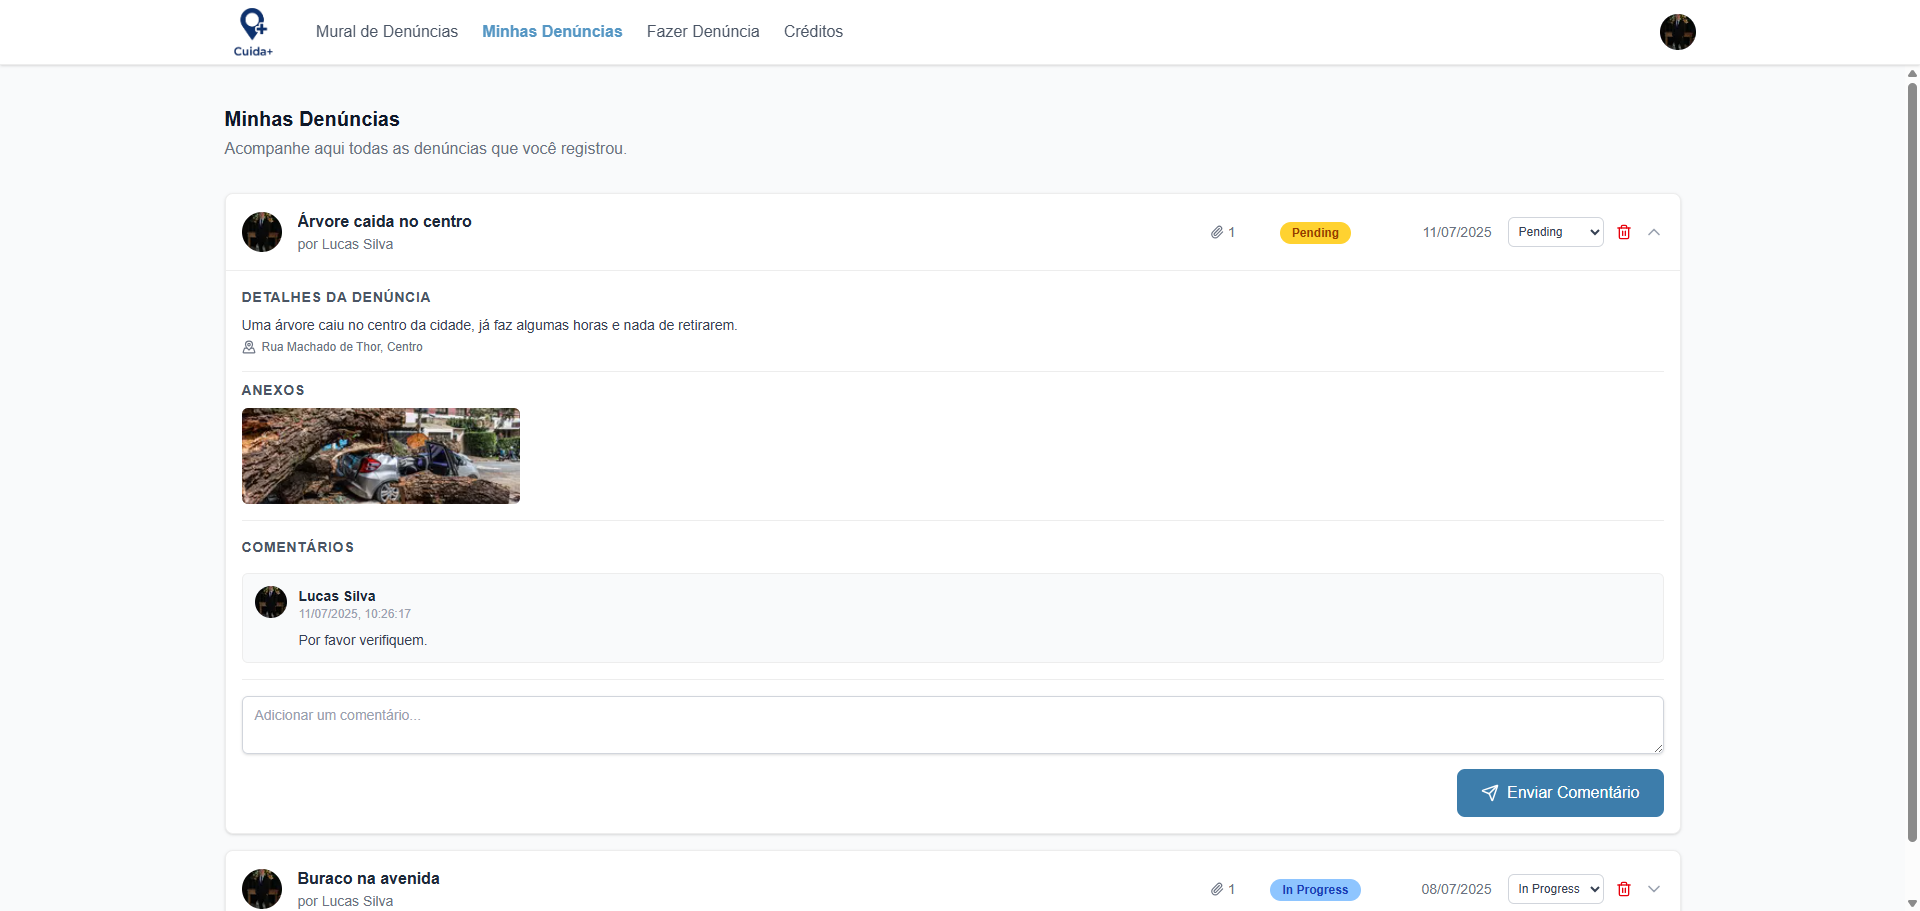 Cuida+
Mural de Denúncias
Minhas Denúncias
Fazer Denúncia
Créditos
Minhas Denúncias
Acompanhe aqui todas as denúncias que você registrou.
Árvore caida no centro
por Lucas Silva
1
Pending
11/07/2025
Pending
DETALHES DA DENÚNCIA
Uma árvore caiu no centro da cidade, já faz algumas horas e nada de retirarem.
Rua Machado de Thor, Centro
ANEXOS
COMENTÁRIOS
Lucas Silva
11/07/2025, 10:26:17
Por favor verifiquem.
Adicionar um comentário...
Enviar Comentário
Buraco na avenida
por Lucas Silva
1
In Progress
08/07/2025
In Progress